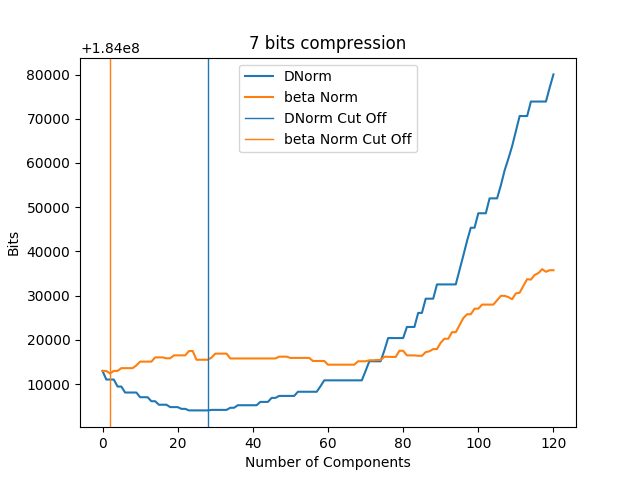 7 bits compression
+1.84e8
80000
70000
60000
50000
40000
30000
20000
10000
Bits
DNorm
beta Norm
DNorm Cut Off
beta Norm Cut Off
0 20 40 60 80 100 120
Number of Components